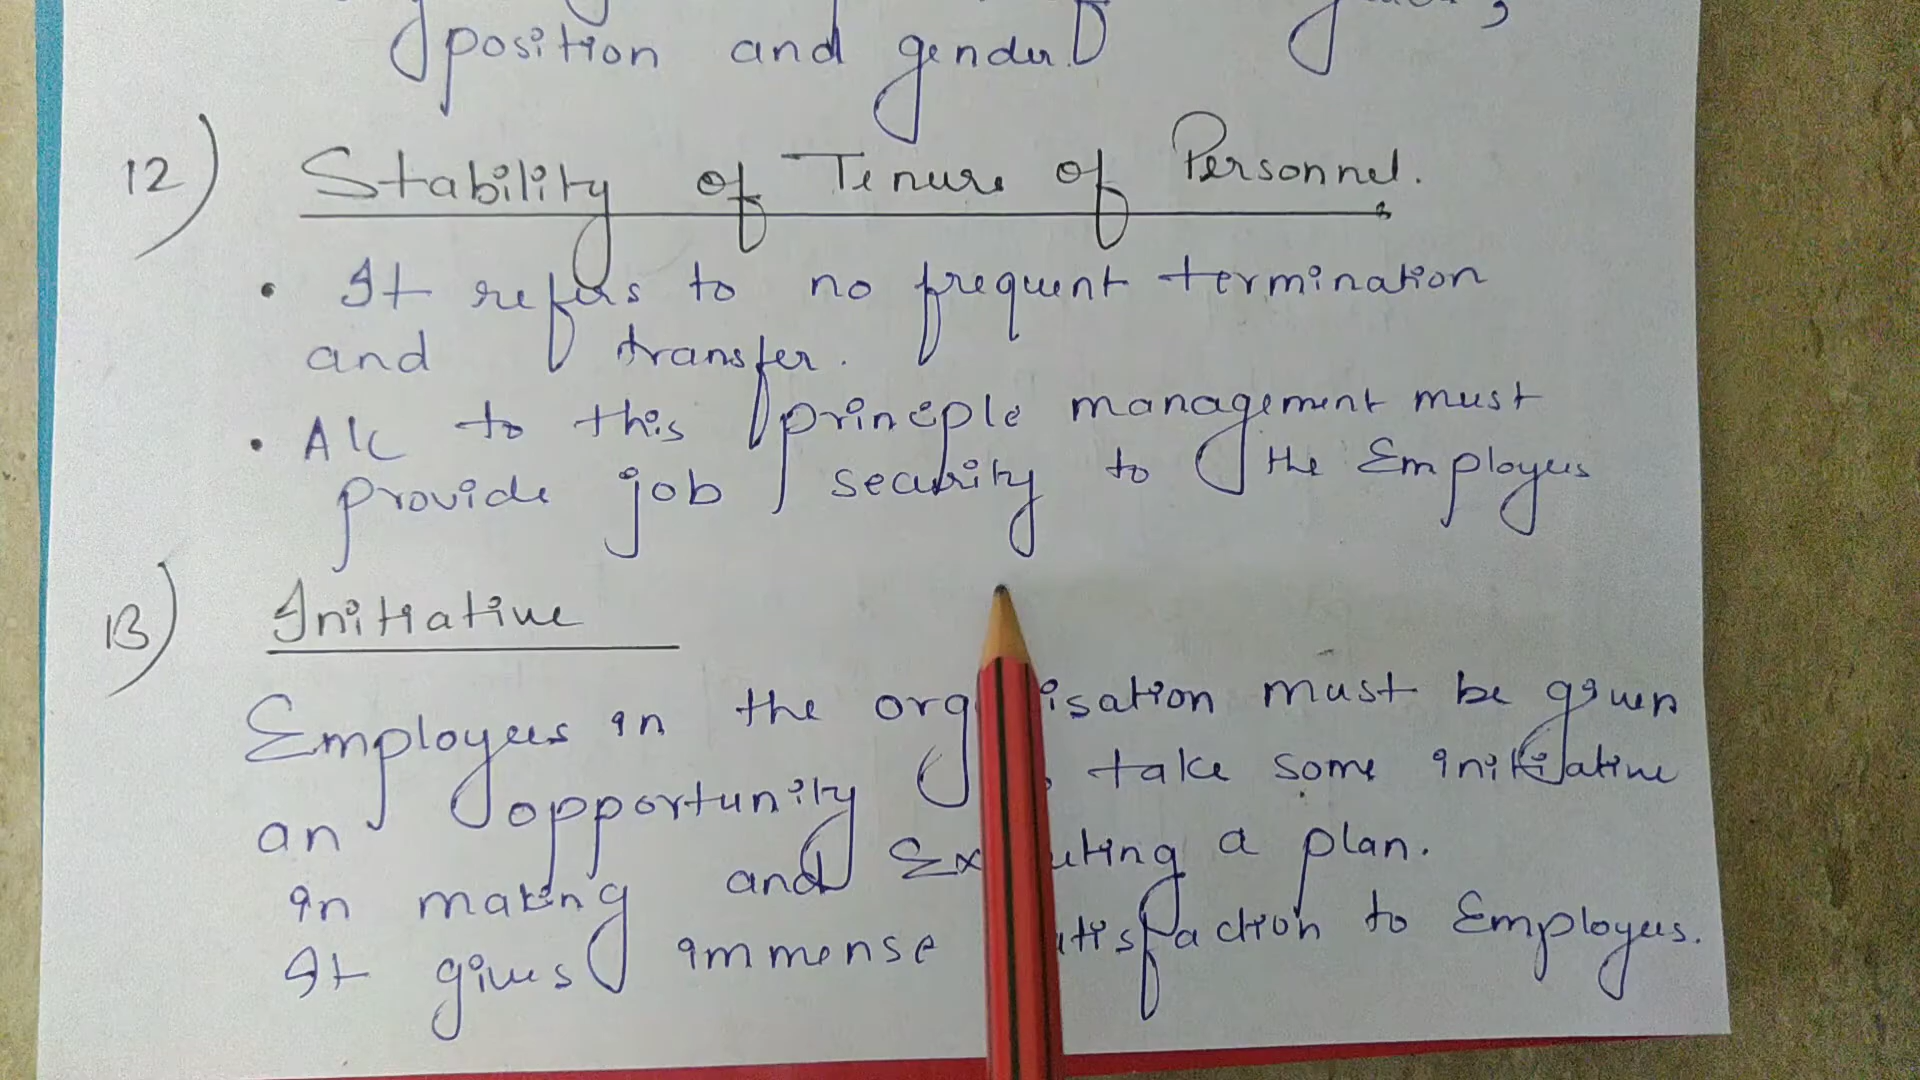 position and gender.
12) Stability of Tenure of Personnel.
• It refers to no frequent termination
and transfer.
• A/c to this principle management must
provide job security to the Employees
13) Initiative
Employees in the org isation must be given
an opportunity take some initiative
in making and Ex uting a plan.
It gives immense atisfaction to Employees.